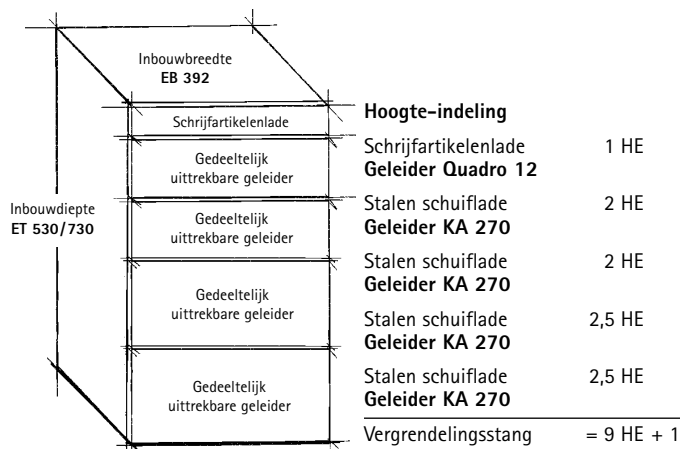 Inbouwbreedte
EB 392
Schrijfartikelenlade
Gedeeltelijk
uittrekbare geleider
Gedeeltelijk
uittrekbare geleider
Inbouwdiepte
ET 530/730
Gedeeltelijk
uittrekbare geleider
Gedeeltelijk
uittrekbare geleider
Hoogte-indeling
Schrijfartikelenlade 1 HE
Geleider Quadro 12
Stalen schuiflade 2 HE
Geleider KA 270
Stalen schuiflade 2 HE
Geleider KA 270
Stalen schuiflade 2,5 HE
Geleider KA 270
Stalen schuiflade 2,5 HE
Geleider KA 270
Vergrendelingsstang = 9 HE + 1